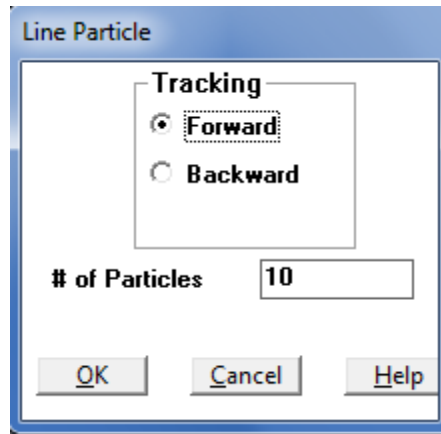 Line Particle
Tracking
Forward
Backward
# of Particles 10
OK Cancel Help